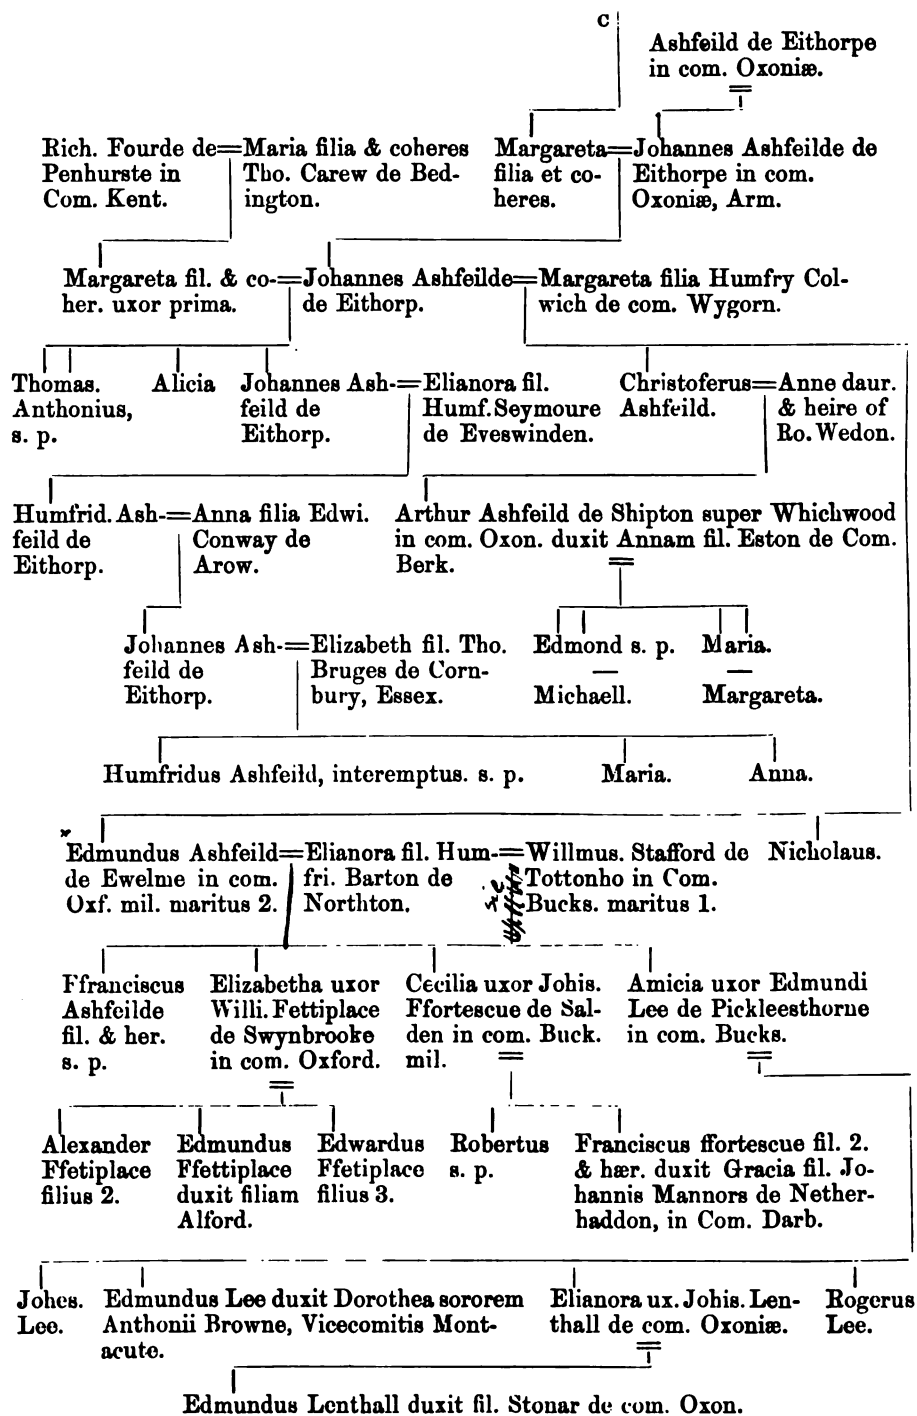 C
Ashfeild de Eithorpe
in com. Oxoniæ.
Rich. Fourde de=Maria filia & coheres
Penhurste in Tho. Carew de Bed-
Com. Kent. ington.
Margareta=Johannes Ashfeilde de
filia et co- Eithorpe in com.
heres. Oxoniæ, Arm.
Margareta fil. & co-=Johannes Ashfeilde=Margareta filia Humfry Col-
her. uxor prima. de Eithorp. wich de com. Wygorn.
Thomas.
Anthonius,
s. p.
Alicia
Johannes Ash-=Elianora fil.
feild de Humf. Seymoure
Eithorp. de Eveswinden.
Christoferus=Anne daur.
Ashfeild. & heire of
Ro. Wedon.
Humfrid. Ash-=Anna filia Edwi.
feild de Conway de
Eithorp. Arow.
Arthur Ashfeild de Shipton super Whichwood
in com. Oxon. duxit Annam fil. Eston de Com.
Berk.
Johannes Ash-=Elizabeth fil. Tho.
feild de Bruges de Corn-
Eithorp. bury, Essex.
Edmond s. p.
Michaell.
Maria.
Margareta.
Humfridus Ashfeild, interemptus. s. p.
Maria.
Anna.
Edmundus Ashfeild=Elianora fil. Hum-=Willmus. Stafford de
de Ewelme in com. fri. Barton de Tottonho in Com.
Oxf. mil. maritus 2. Northton. Bucks. maritus 1.
Nicholaus.
Ffranciscus
Ashfeilde
fil. & her.
s. p.
Elizabetha uxor
Willi. Fettiplace
de Swynbrooke
in com. Oxford.
Cecilia uxor Johis.
Ffortescue de Sal-
den in com. Buck.
mil.
Amicia uxor Edmundi
Lee de Pickleesthorne
in com. Bucks.
Alexander
Ffetiplace
filius 2.
Edmundus
Ffettiplace
duxit filiam
Alford.
Edwardus
Ffetiplace
filius 3.
Robertus
s. p.
Franciscus ffortescue fil. 2.
& hær. duxit Gracia fil. Jo-
hannis Mannors de Nether-
haddon, in Com. Darb.
Johes.
Lee.
Edmundus Lee duxit Dorothea sororem
Anthonii Browne, Vicecomitis Mont-
acute.
Elianora ux. Johis. Len-
thall de com. Oxoniæ.
Rogerus
Lee.
Edmundus Lenthall duxit fil. Stonar de com. Oxon.